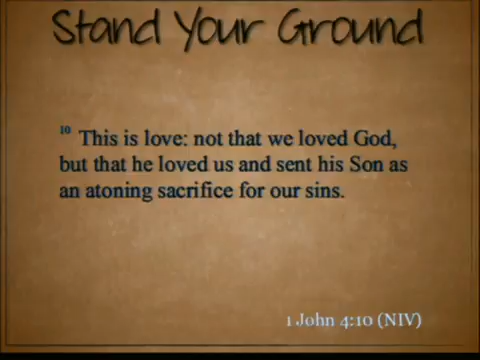 Stand Your Ground
10 This is love: not that we loved God,
but that he loved us and sent his Son as
an atoning sacrifice for our sins.
1 John 4:10 (NIV)